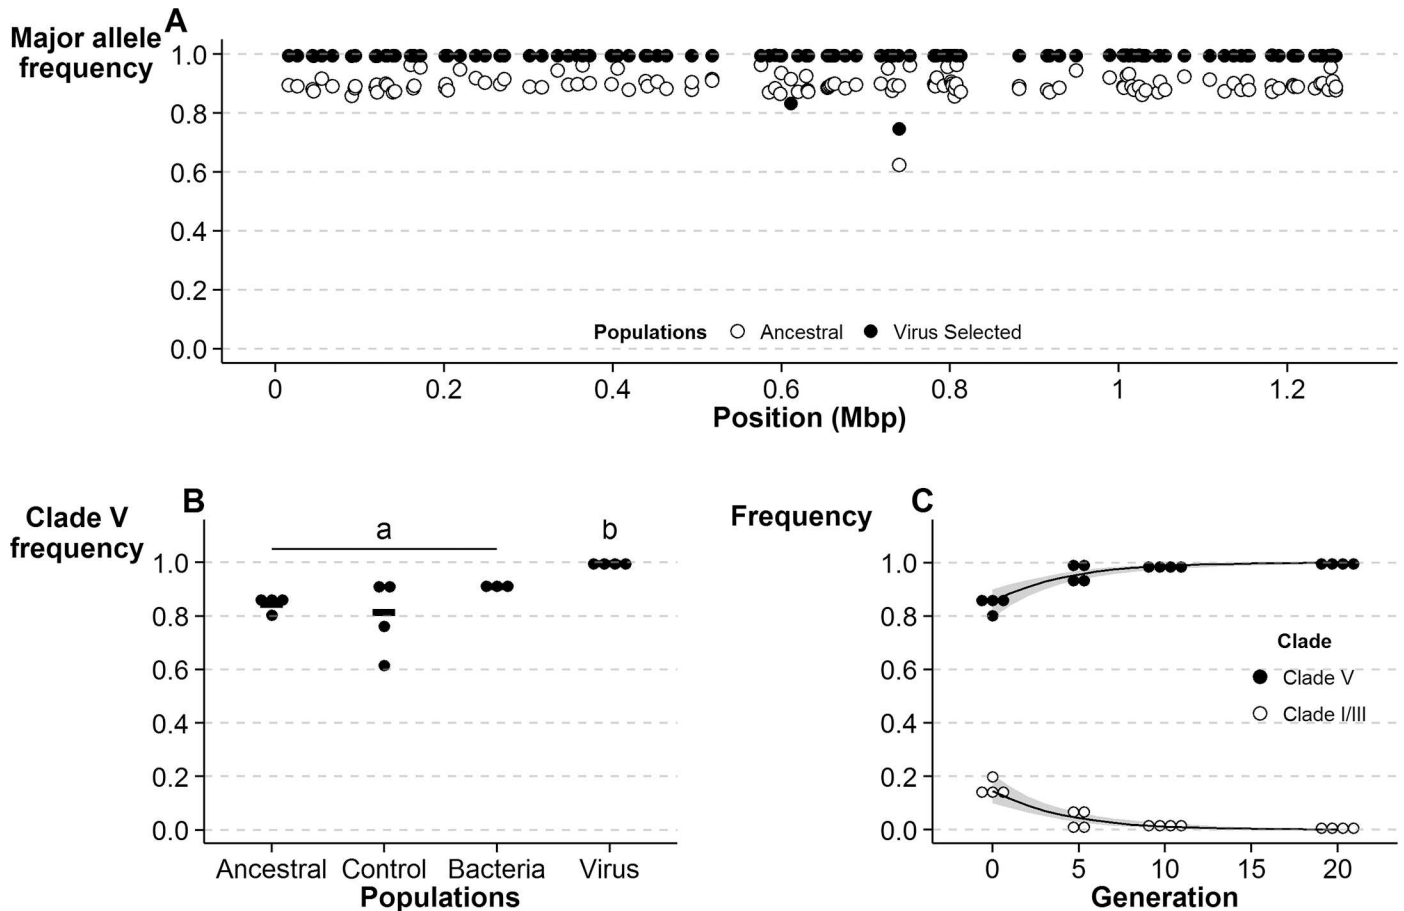 A
Major allele
frequency
1.0
0.8
0.6
0.4
0.2
0.0
Populations Ancestral Virus Selected
0 0.2 0.4 0.6 0.8 1 1.2
Position (Mbp)
B
Clade V
frequency
a b
1.0
0.8
0.6
0.4
0.2
0.0
Ancestral Control Bacteria Virus
Populations
C
Frequency
1.0
0.8
0.6
0.4
0.2
0.0
Clade
Clade V
Clade I/III
0 5 10 15 20
Generation